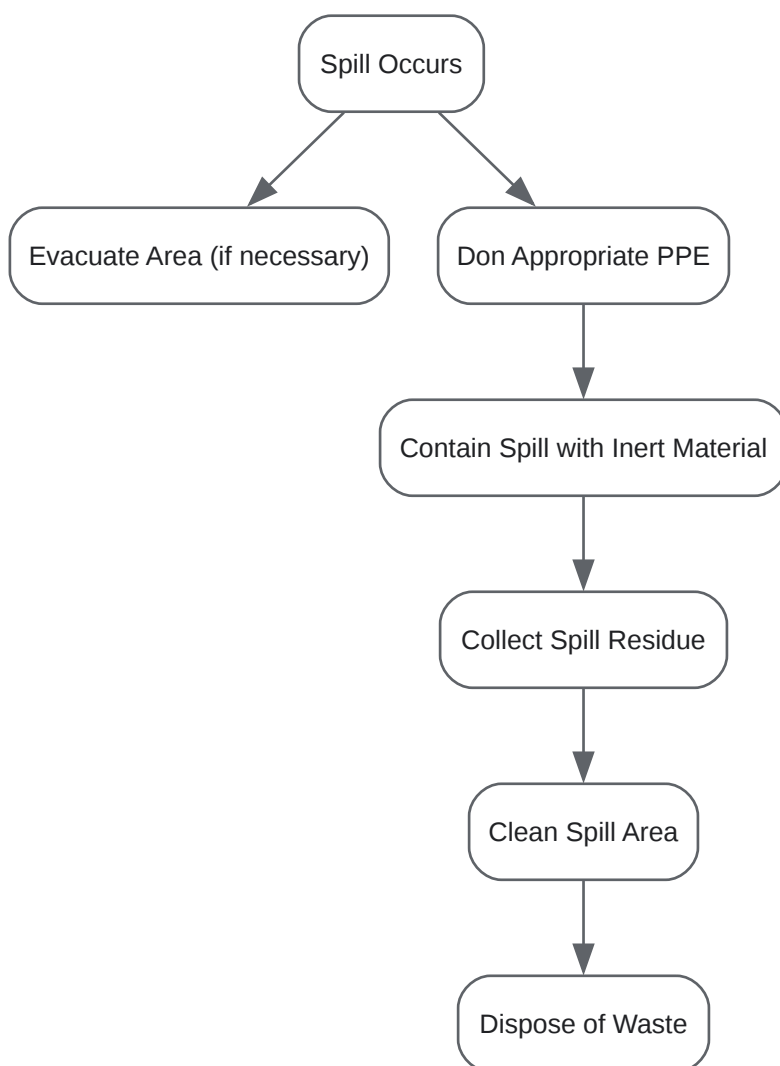 Spill Occurs
Evacuate Area (if necessary)
Don Appropriate PPE
Contain Spill with Inert Material
Collect Spill Residue
Clean Spill Area
Dispose of Waste